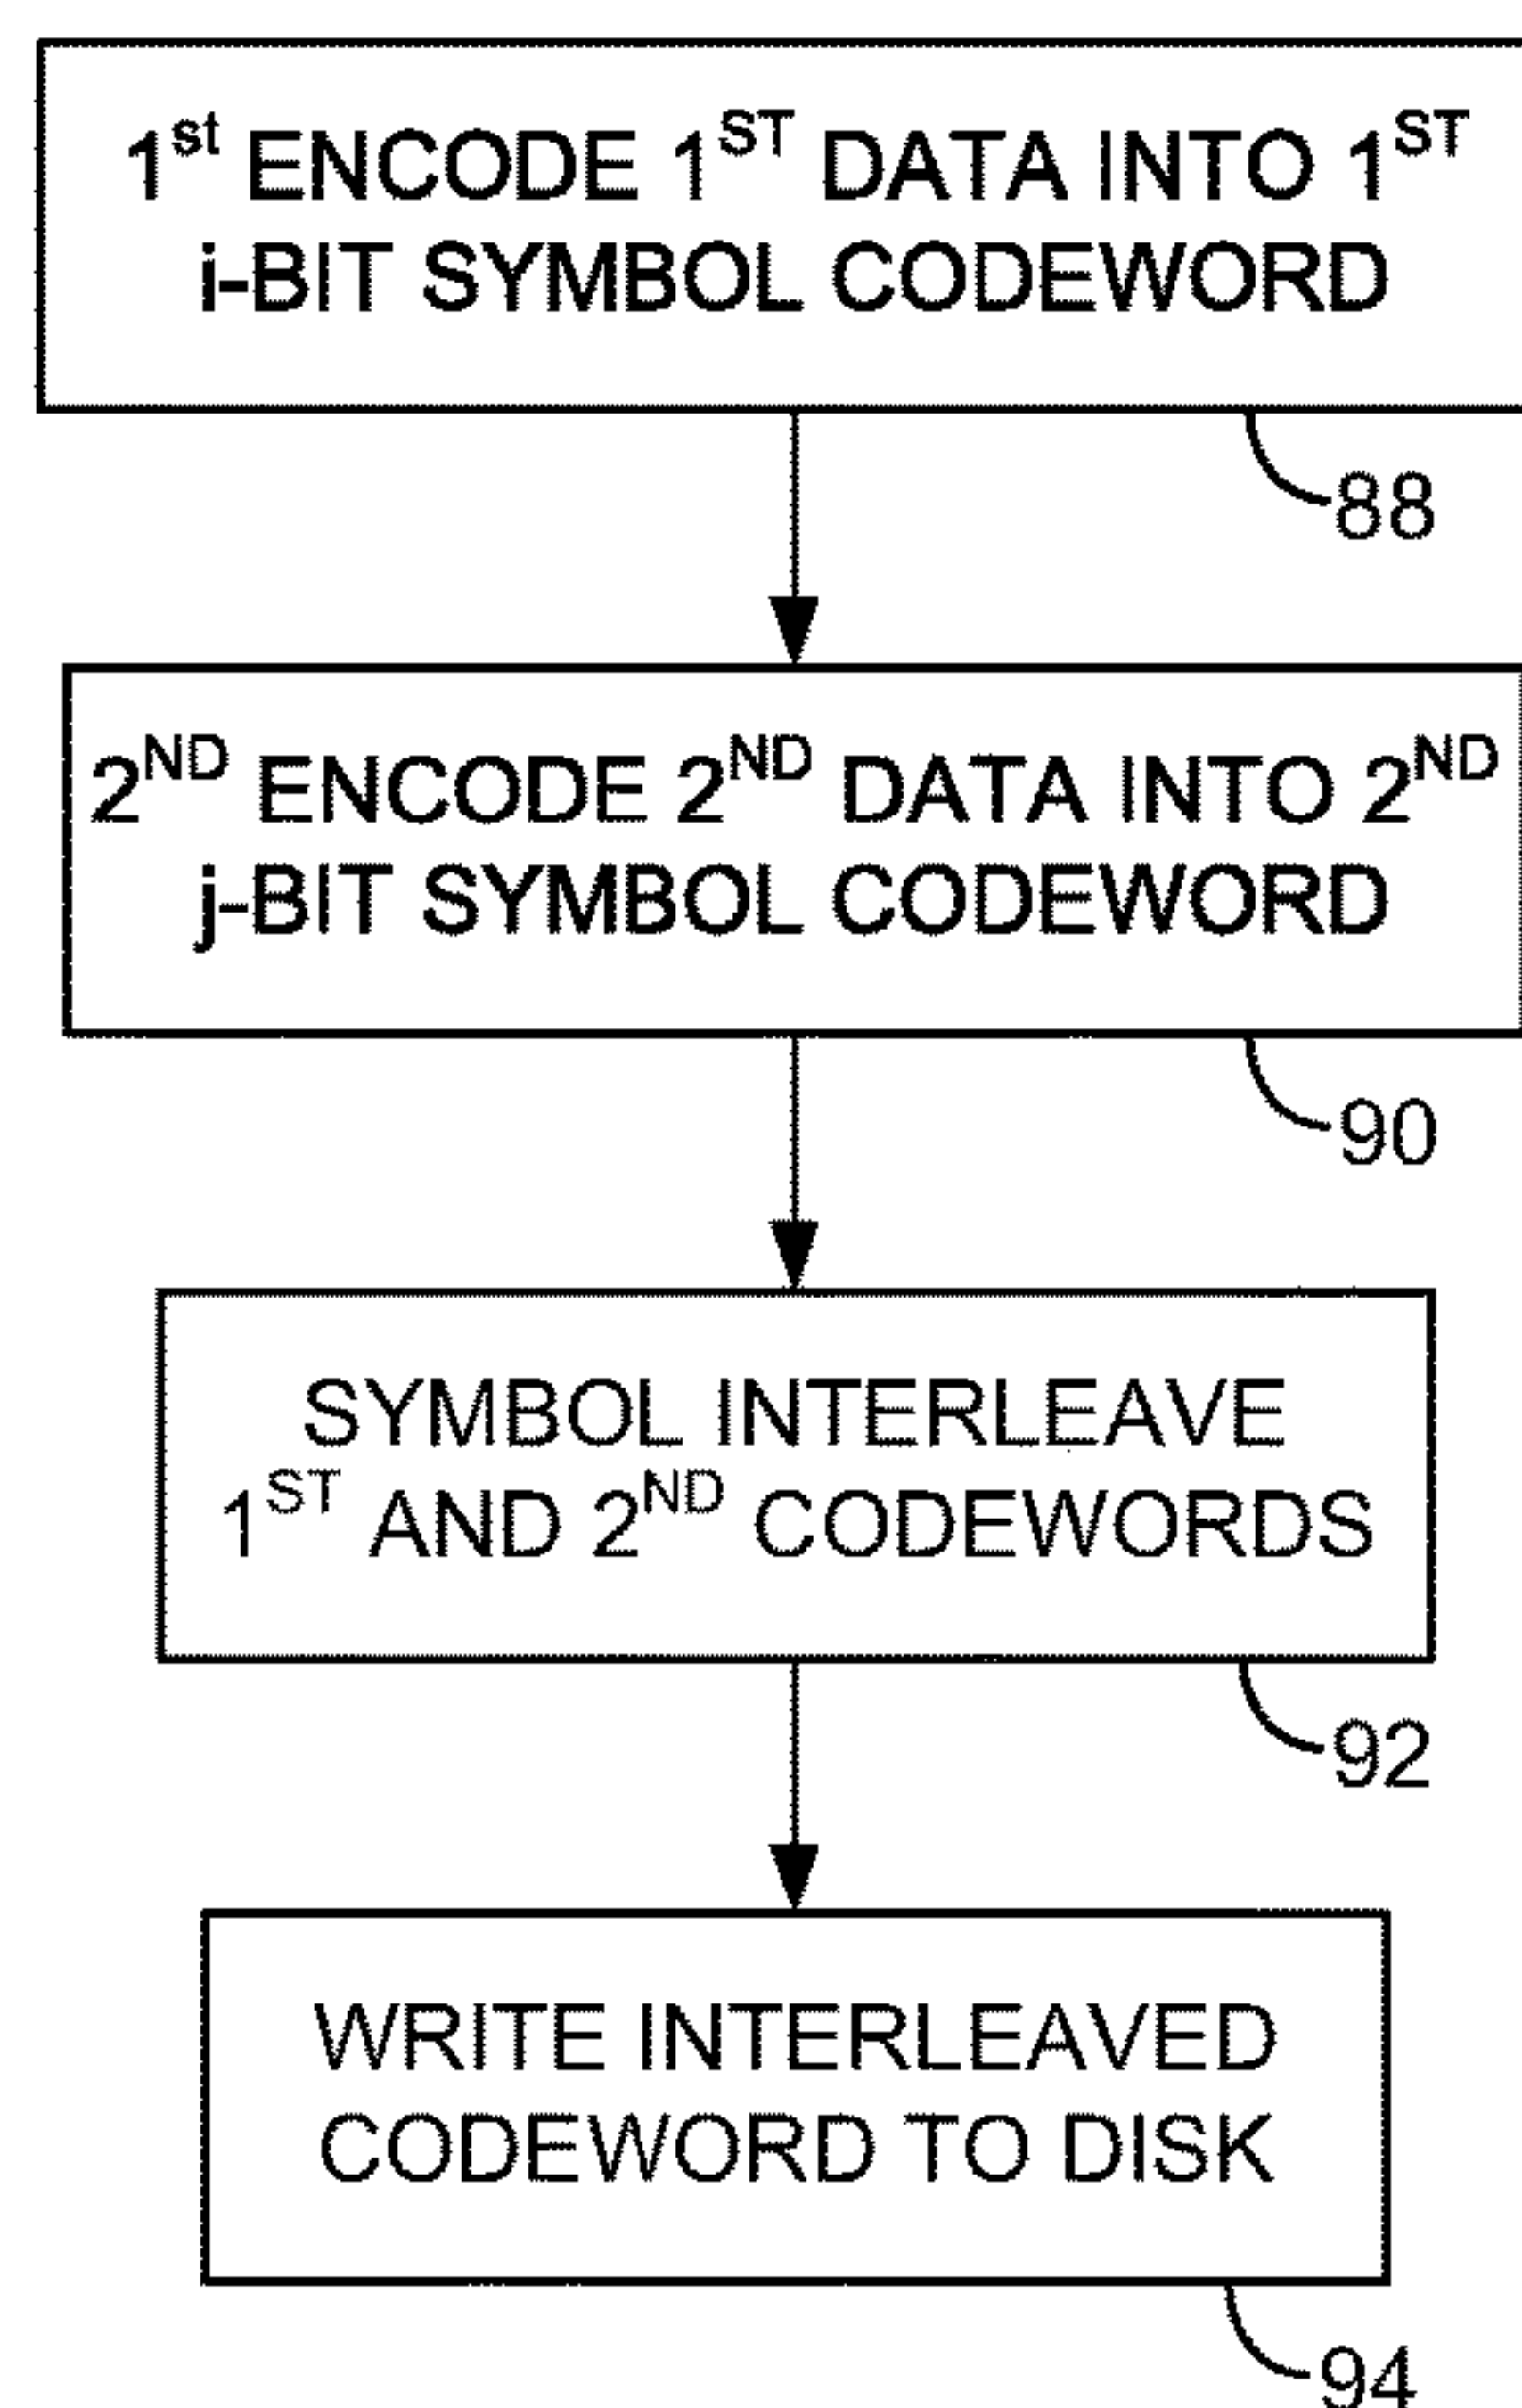 1st ENCODE 1ST DATA INTO 1ST
i-BIT SYMBOL CODEWORD
88
2ND ENCODE 2ND DATA INTO 2ND
j-BIT SYMBOL CODEWORD
90
SYMBOL INTERLEAVE
1ST AND 2ND CODEWORDS
92
WRITE INTERLEAVED
CODEWORD TO DISK
94